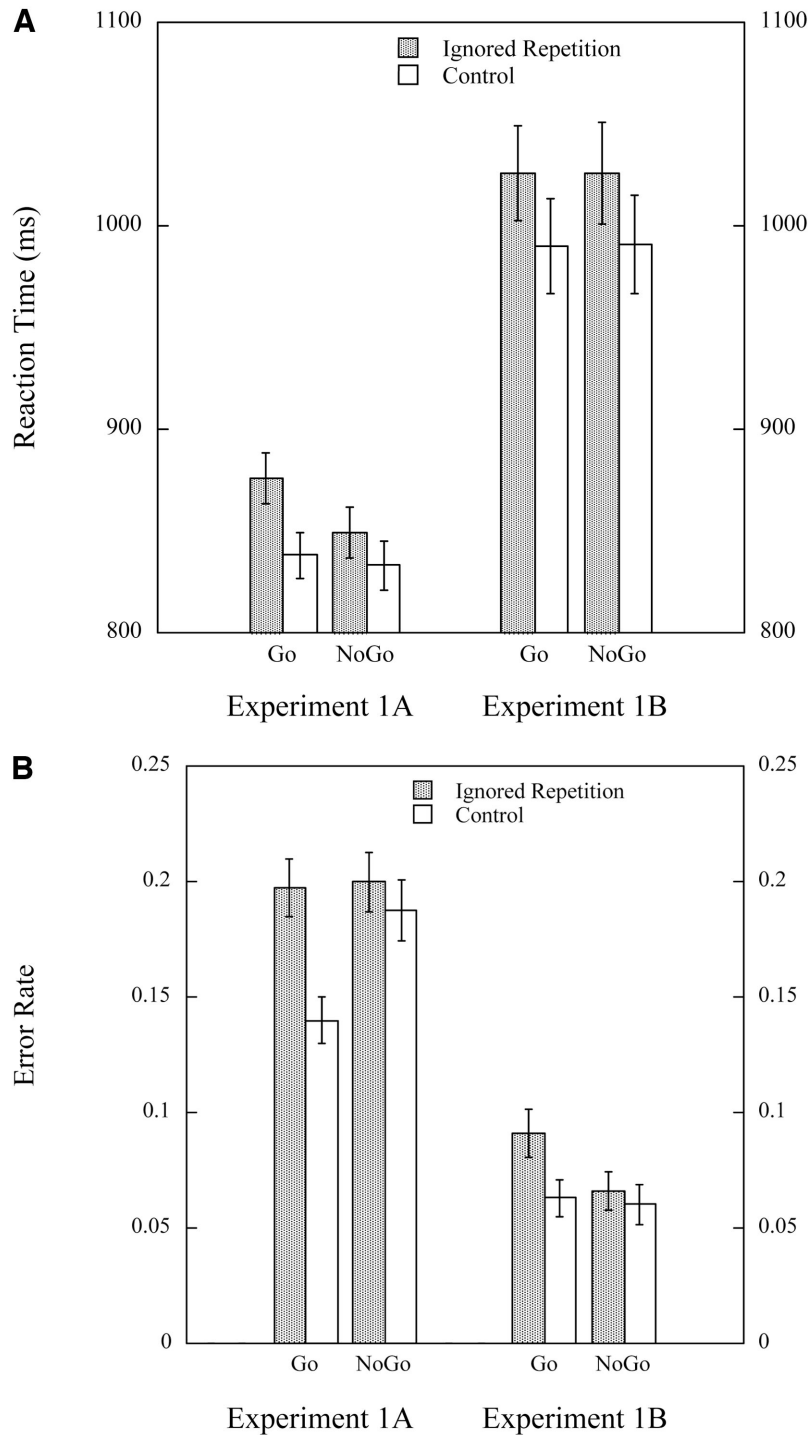 A
1100 1100
Ignored Repetition
Control
Reaction Time (ms)
1000 1000
900 900
800 800
Go NoGo Go NoGo
Experiment 1A Experiment 1B
B
0.25 0.25
Ignored Repetition
Control
0.2 0.2
Error Rate
0.15 0.15
0.1 0.1
0.05 0.05
0 0
Go NoGo Go NoGo
Experiment 1A Experiment 1B